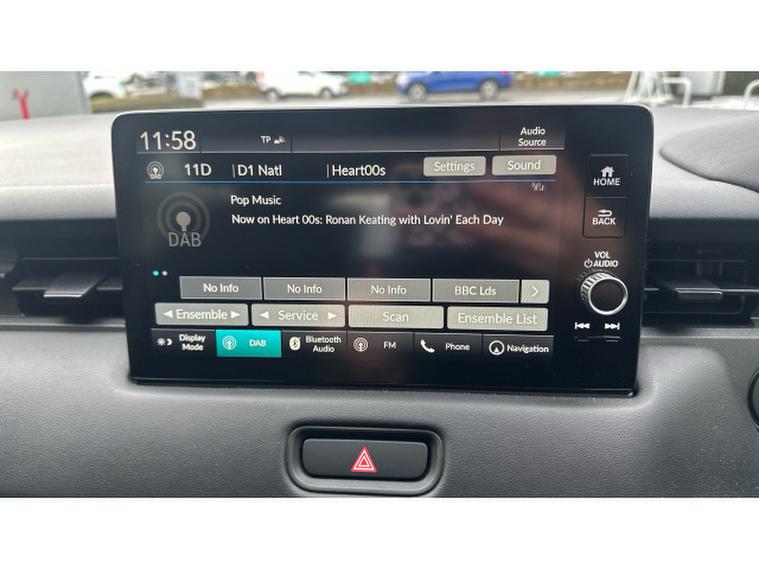 11:58 TP Audio Source
DAB 11D D1 Natl Heart00s Settings Sound
Pop Music
Now on Heart 00s: Ronan Keating with Lovin' Each Day
DAB
No Info No Info No Info BBC Lds >
◄ Ensemble ► ◄ Service ► Scan Ensemble List
Display Mode DAB Bluetooth Audio FM Phone Navigation
HOME
BACK
VOL
AUDIO